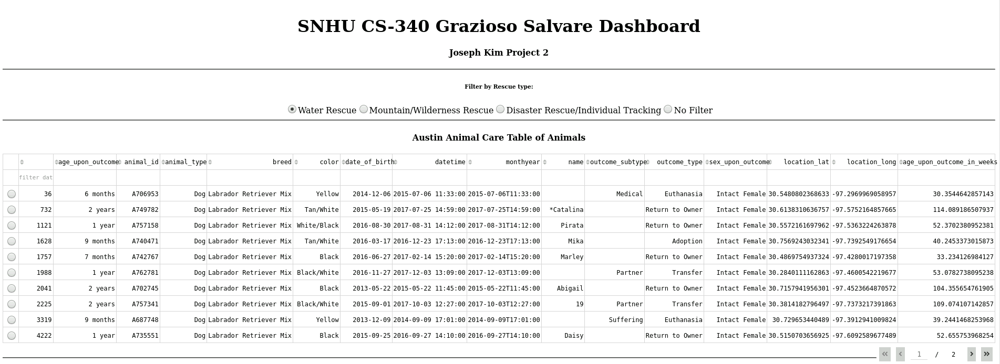 SNHU CS-340 Grazioso Salvare Dashboard
Joseph Kim Project 2
Filter by Rescue type:
Water Rescue Mountain/Wilderness Rescue Disaster Rescue/Individual Tracking No Filter
Austin Animal Care Table of Animals
age_upon_outcome animal_id animal_type breed color date_of_birth datetime monthyear name outcome_subtype outcome_type sex_upon_outcome location_lat location_long age_upon_outcome_in_weeks
filter dat
36 6 months A706953 Dog Labrador Retriever Mix Yellow 2014-12-06 2015-07-06 11:33:00 2015-07-06T11:33:00 Medical Euthanasia Intact Female 30.5480802368633 -97.2969969058957 30.3544642857143
732 2 years A749782 Dog Labrador Retriever Mix Tan/White 2015-05-19 2017-07-25 14:59:00 2017-07-25T14:59:00 *Catalina Return to Owner Intact Female 30.6138310636757 -97.5752164857665 114.089186507937
1121 1 year A757158 Dog Labrador Retriever Mix White/Black 2016-08-30 2017-08-31 14:12:00 2017-08-31T14:12:00 Pirata Return to Owner Intact Female 30.5572161697962 -97.5363224263878 52.3702380952381
1628 9 months A740471 Dog Labrador Retriever Mix Tan/White 2016-03-17 2016-12-23 17:13:00 2016-12-23T17:13:00 Mika Adoption Intact Female 30.7569243032341 -97.7392549176654 40.2453373015873
1757 7 months A742767 Dog Labrador Retriever Mix Black 2016-06-27 2017-02-14 15:20:00 2017-02-14T15:20:00 Marley Return to Owner Intact Female 30.4869754937324 -97.4280017197358 33.234126984127
1988 1 year A762781 Dog Labrador Retriever Mix Black/White 2016-11-27 2017-12-03 13:09:00 2017-12-03T13:09:00 Partner Transfer Intact Female 30.2840111162863 -97.4600542219677 53.0782738095238
2041 2 years A702745 Dog Labrador Retriever Mix Black 2013-05-22 2015-05-22 11:45:00 2015-05-22T11:45:00 Abigail Return to Owner Intact Female 30.7157941956301 -97.4523664870572 104.355654761905
2225 2 years A757341 Dog Labrador Retriever Mix Black/White 2015-09-01 2017-10-03 12:27:00 2017-10-03T12:27:00 19 Partner Transfer Intact Female 30.3814182796497 -97.7373217391863 109.074107142857
3319 9 months A687748 Dog Labrador Retriever Mix Yellow 2013-12-09 2014-09-09 17:01:00 2014-09-09T17:01:00 Suffering Euthanasia Intact Female 30.729653440489 -97.3912941009824 39.2441468253968
4222 1 year A735551 Dog Labrador Retriever Mix Black 2015-09-25 2016-09-27 14:10:00 2016-09-27T14:10:00 Daisy Return to Owner Intact Female 30.5150703656925 -97.6092589677489 52.655753968254
1 / 2